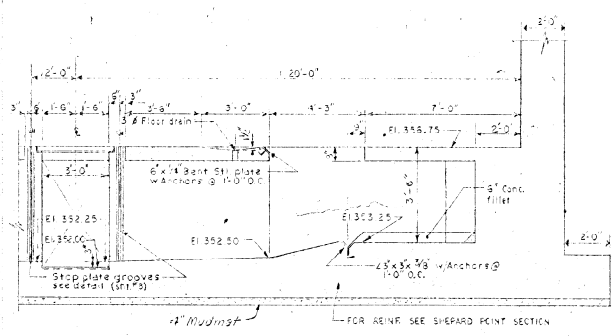 2'-0"
2'-0"
1 20'-0"
3" 6" 1'-6" 1'-6" 6" 3"
3'-6" 3'-0" 4'-3" 7'-0"
3" ø Floor drain
El. 356.75
2'-0"
3'-0"
6" x 1/4" Bent Stl plate
w Anchors @ 1'-0" O.C.
3'-6"
6" Conc.
fillet
El 352.25
El 353.25
El. 352.00
El 352.50
2'-0"
Stop plate grooves
see detail (SHT. #8)
∠3"x 3"x 3/8" w/Anchors @
1'-0" O.C.
4" Mudmat
FOR REINF. SEE SHEPARD POINT SECTION